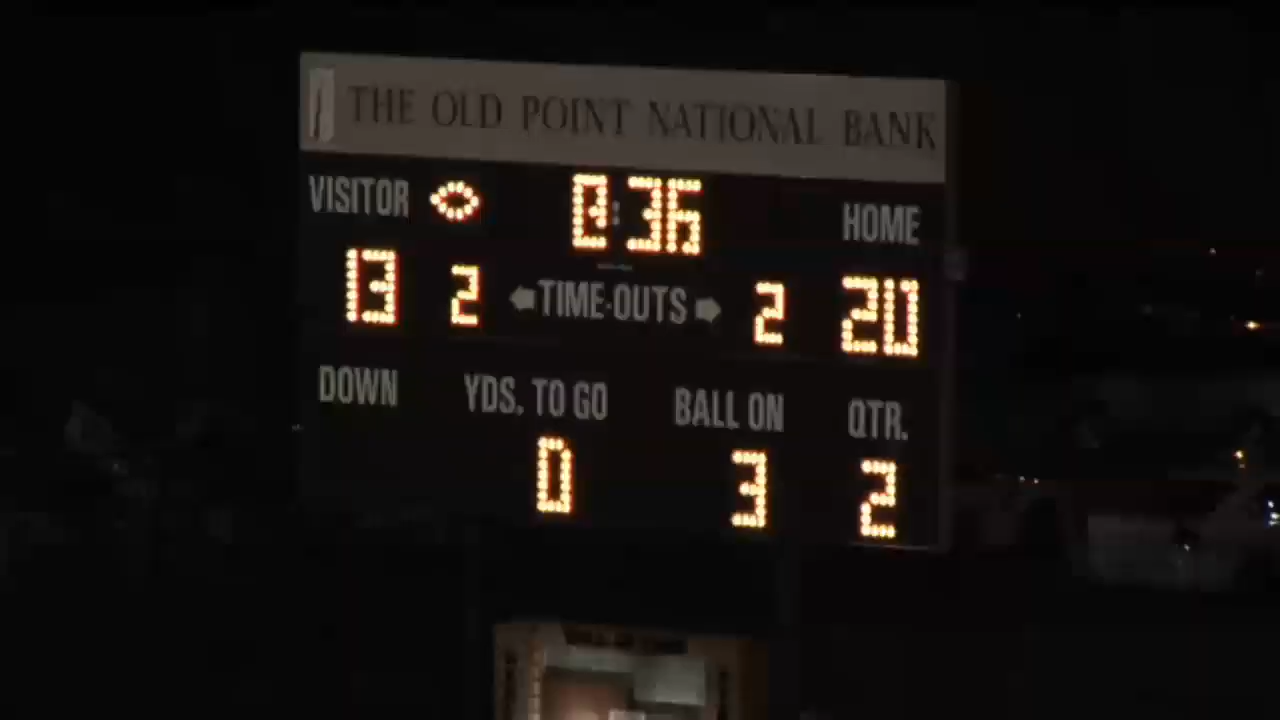 THE OLD POINT NATIONAL BANK
VISITOR 0:36 HOME
13 2 TIME-OUTS 2 20
DOWN YDS. TO GO BALL ON QTR.
0 3 2